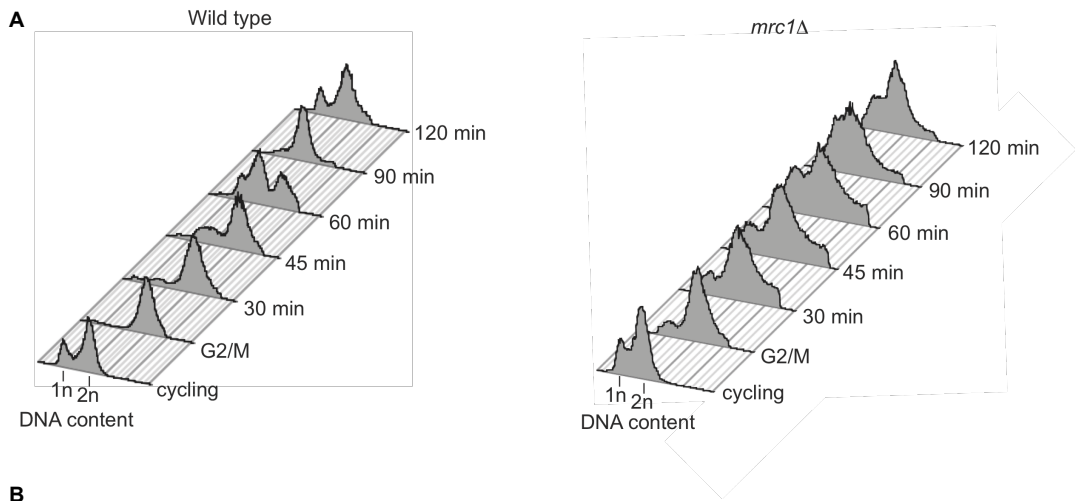 A
Wild type
120 min
90 min
60 min
45 min
30 min
G2/M
cycling
1n 2n
DNA content
mrc1Δ
120 min
90 min
60 min
45 min
30 min
G2/M
cycling
1n 2n
DNA content
B